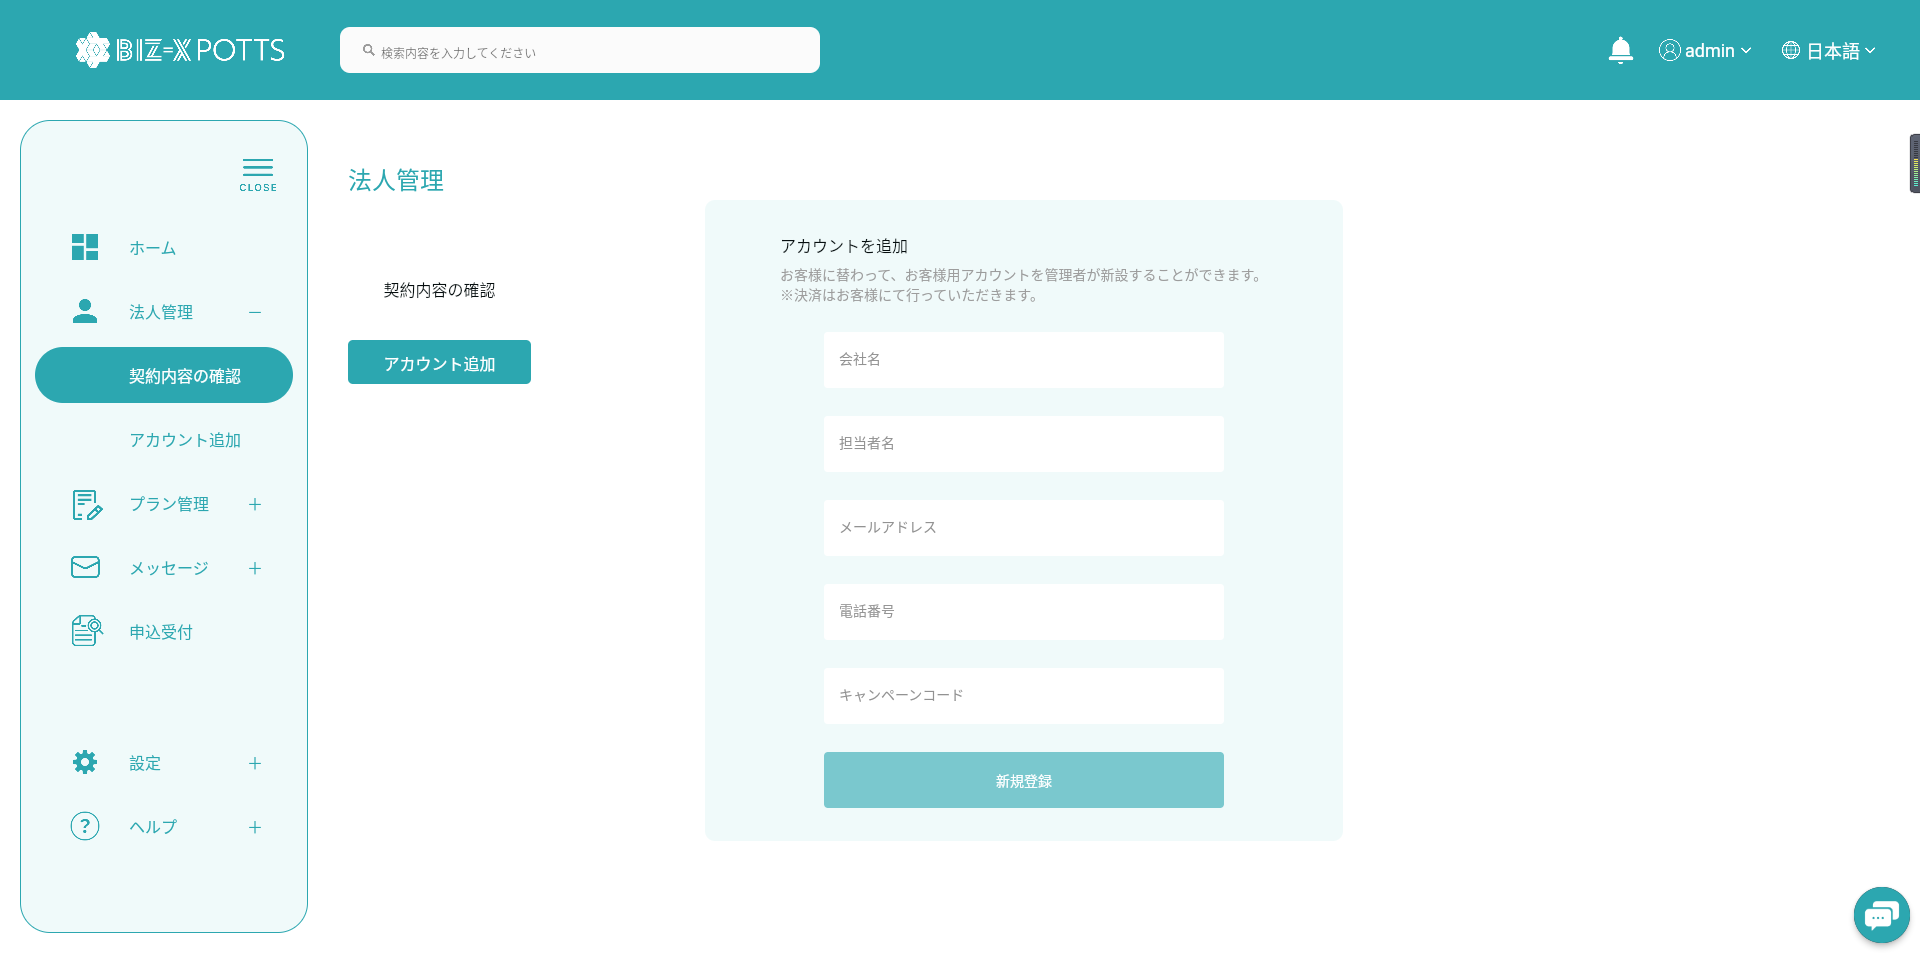 BIZ=X POTTS
検索内容を入力してください
admin
日本語
CLOSE
ホーム
法人管理
契約内容の確認
アカウント追加
プラン管理
メッセージ
申込受付
設定
ヘルプ
法人管理
契約内容の確認
アカウント追加
アカウントを追加
お客様に替わって、お客様用アカウントを管理者が新設することができます。
※決済はお客様にて行っていただきます。
会社名
担当者名
メールアドレス
電話番号
キャンペーンコード
新規登録